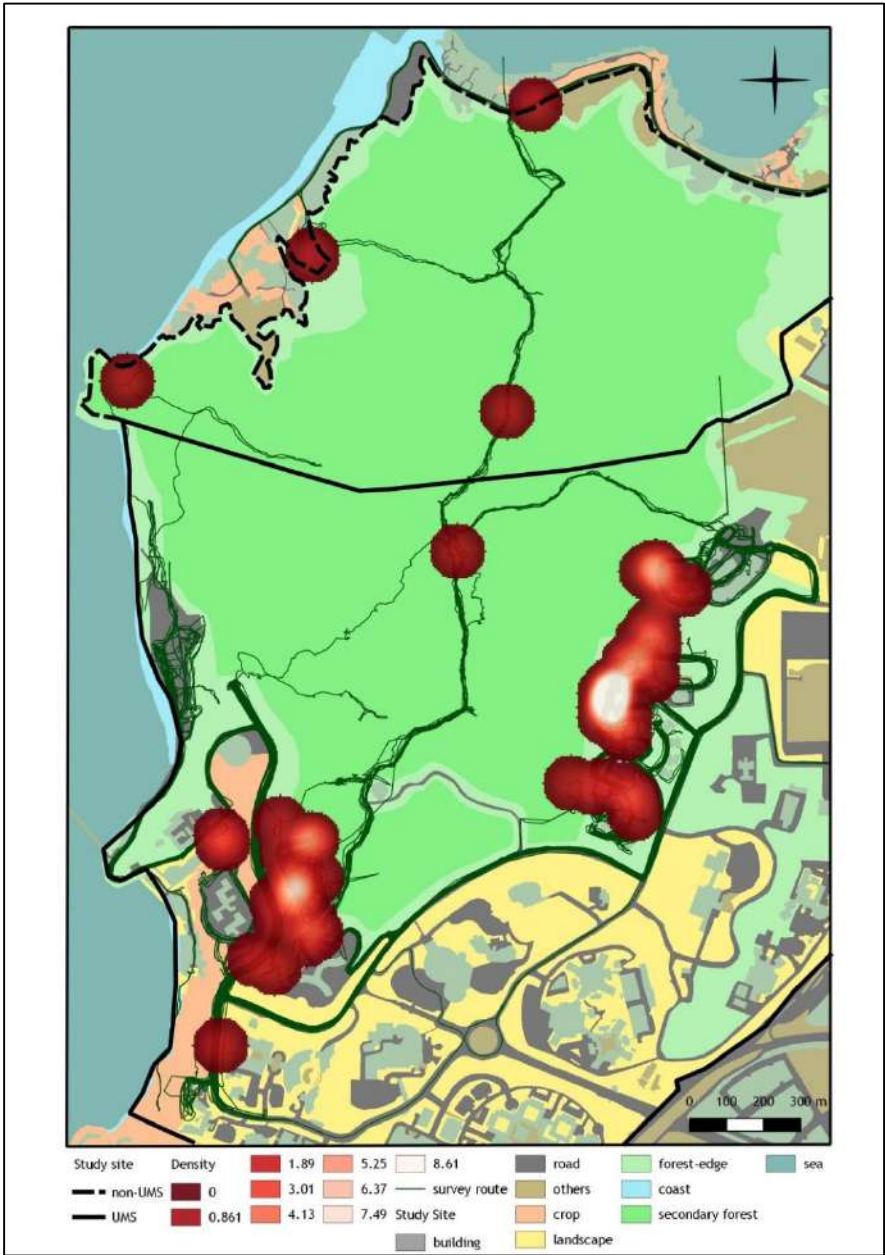 0 100 200 300 m
Study site Density 1.89 5.25 8.61 road forest-edge sea
non-UMS 0 3.01 6.37 survey route others coast
UMS 0.861 4.13 7.49 Study Site crop secondary forest
building landscape